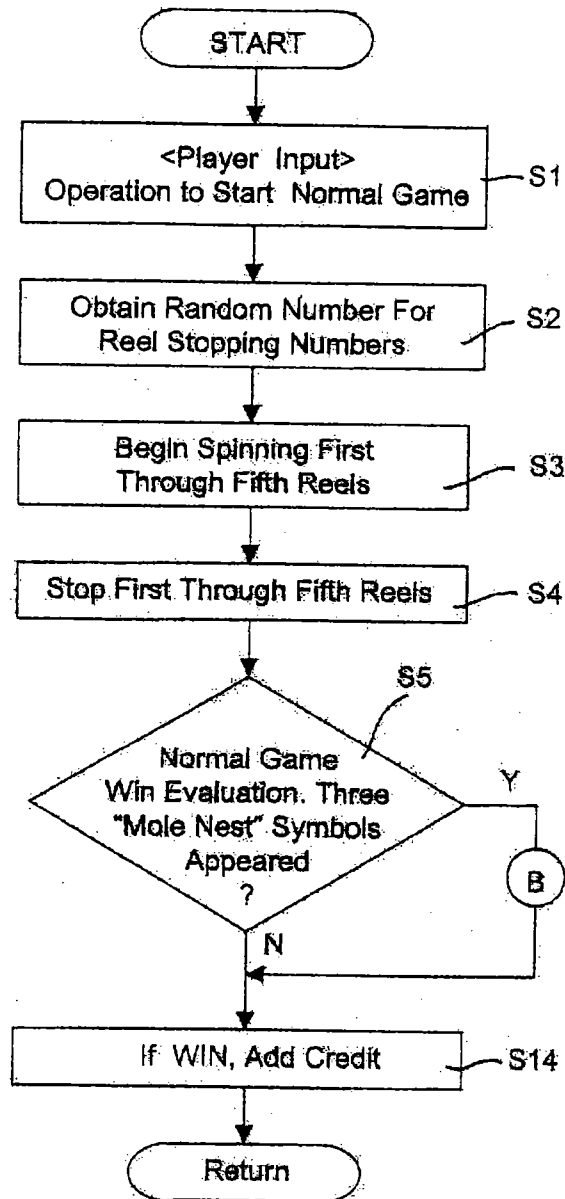 START
<Player Input>
Operation to Start Normal Game
S1
Obtain Random Number For
Reel Stopping Numbers
S2
Begin Spinning First
Through Fifth Reels
S3
Stop First Through Fifth Reels
S4
S5
Normal Game
Win Evaluation. Three
"Mole Nest" Symbols
Appeared
?
Y
B
N
If WIN, Add Credit
S14
Return